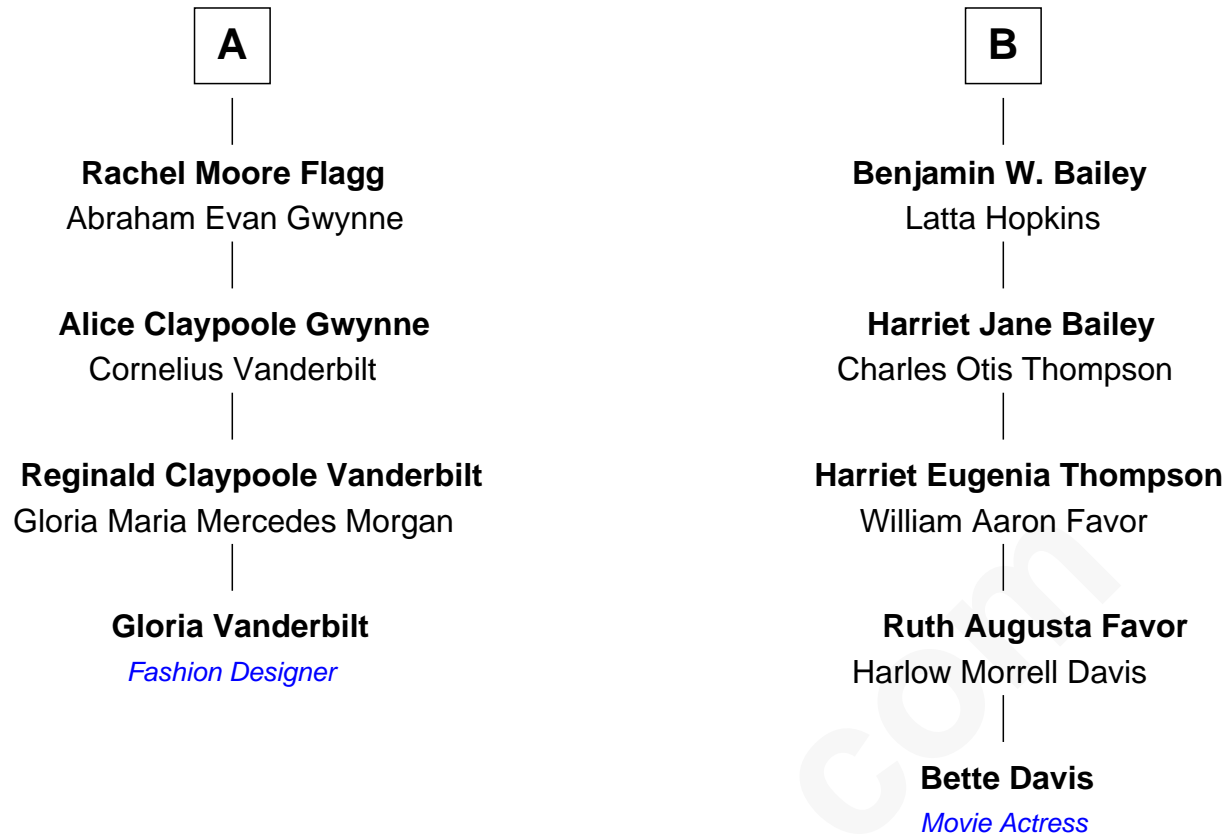 A
Rachel Moore Flagg
Abraham Evan Gwynne
Alice Claypoole Gwynne
Cornelius Vanderbilt
Reginald Claypoole Vanderbilt
Gloria Maria Mercedes Morgan
Gloria Vanderbilt
Fashion Designer
B
Benjamin W. Bailey
Latta Hopkins
Harriet Jane Bailey
Charles Otis Thompson
Harriet Eugenia Thompson
William Aaron Favor
Ruth Augusta Favor
Harlow Morrell Davis
Bette Davis
Movie Actress
com